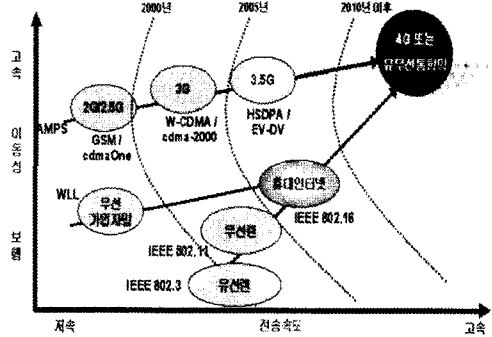 2000년
2005년
2010년 이후
고속
이동성
보행
4G 또는
유무선통합망
3.5G
3G
2G/2.5G
AMPS
GSM /
cdmaOne
W-CDMA /
cdma-2000
HSDPA /
EV-DV
WLL
무선
가입자망
휴대인터넷
IEEE 802.16
무선랜
IEEE 802.11
유선랜
IEEE 802.3
저속
전송속도
고속